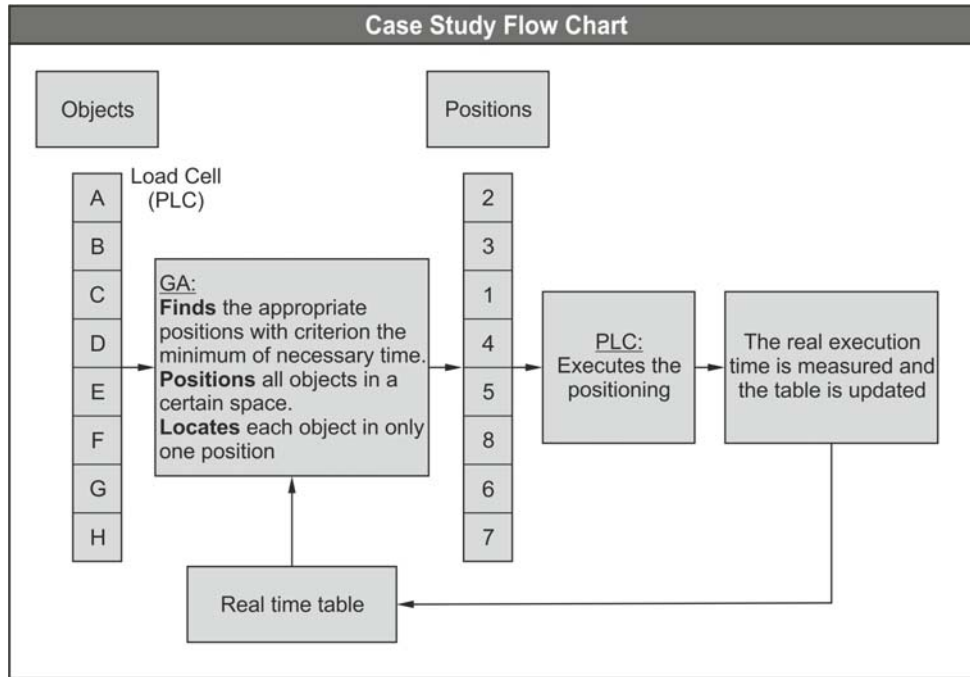 Case Study Flow Chart
Objects
Positions
Load Cell
(PLC)
A
B
C
D
E
F
G
H
GA:
Finds the appropriate
positions with criterion the
minimum of necessary time.
Positions all objects in a
certain space.
Locates each object in only
one position
2
3
1
4
5
8
6
7
PLC:
Executes the
positioning
The real execution
time is measured and
the table is updated
Real time table